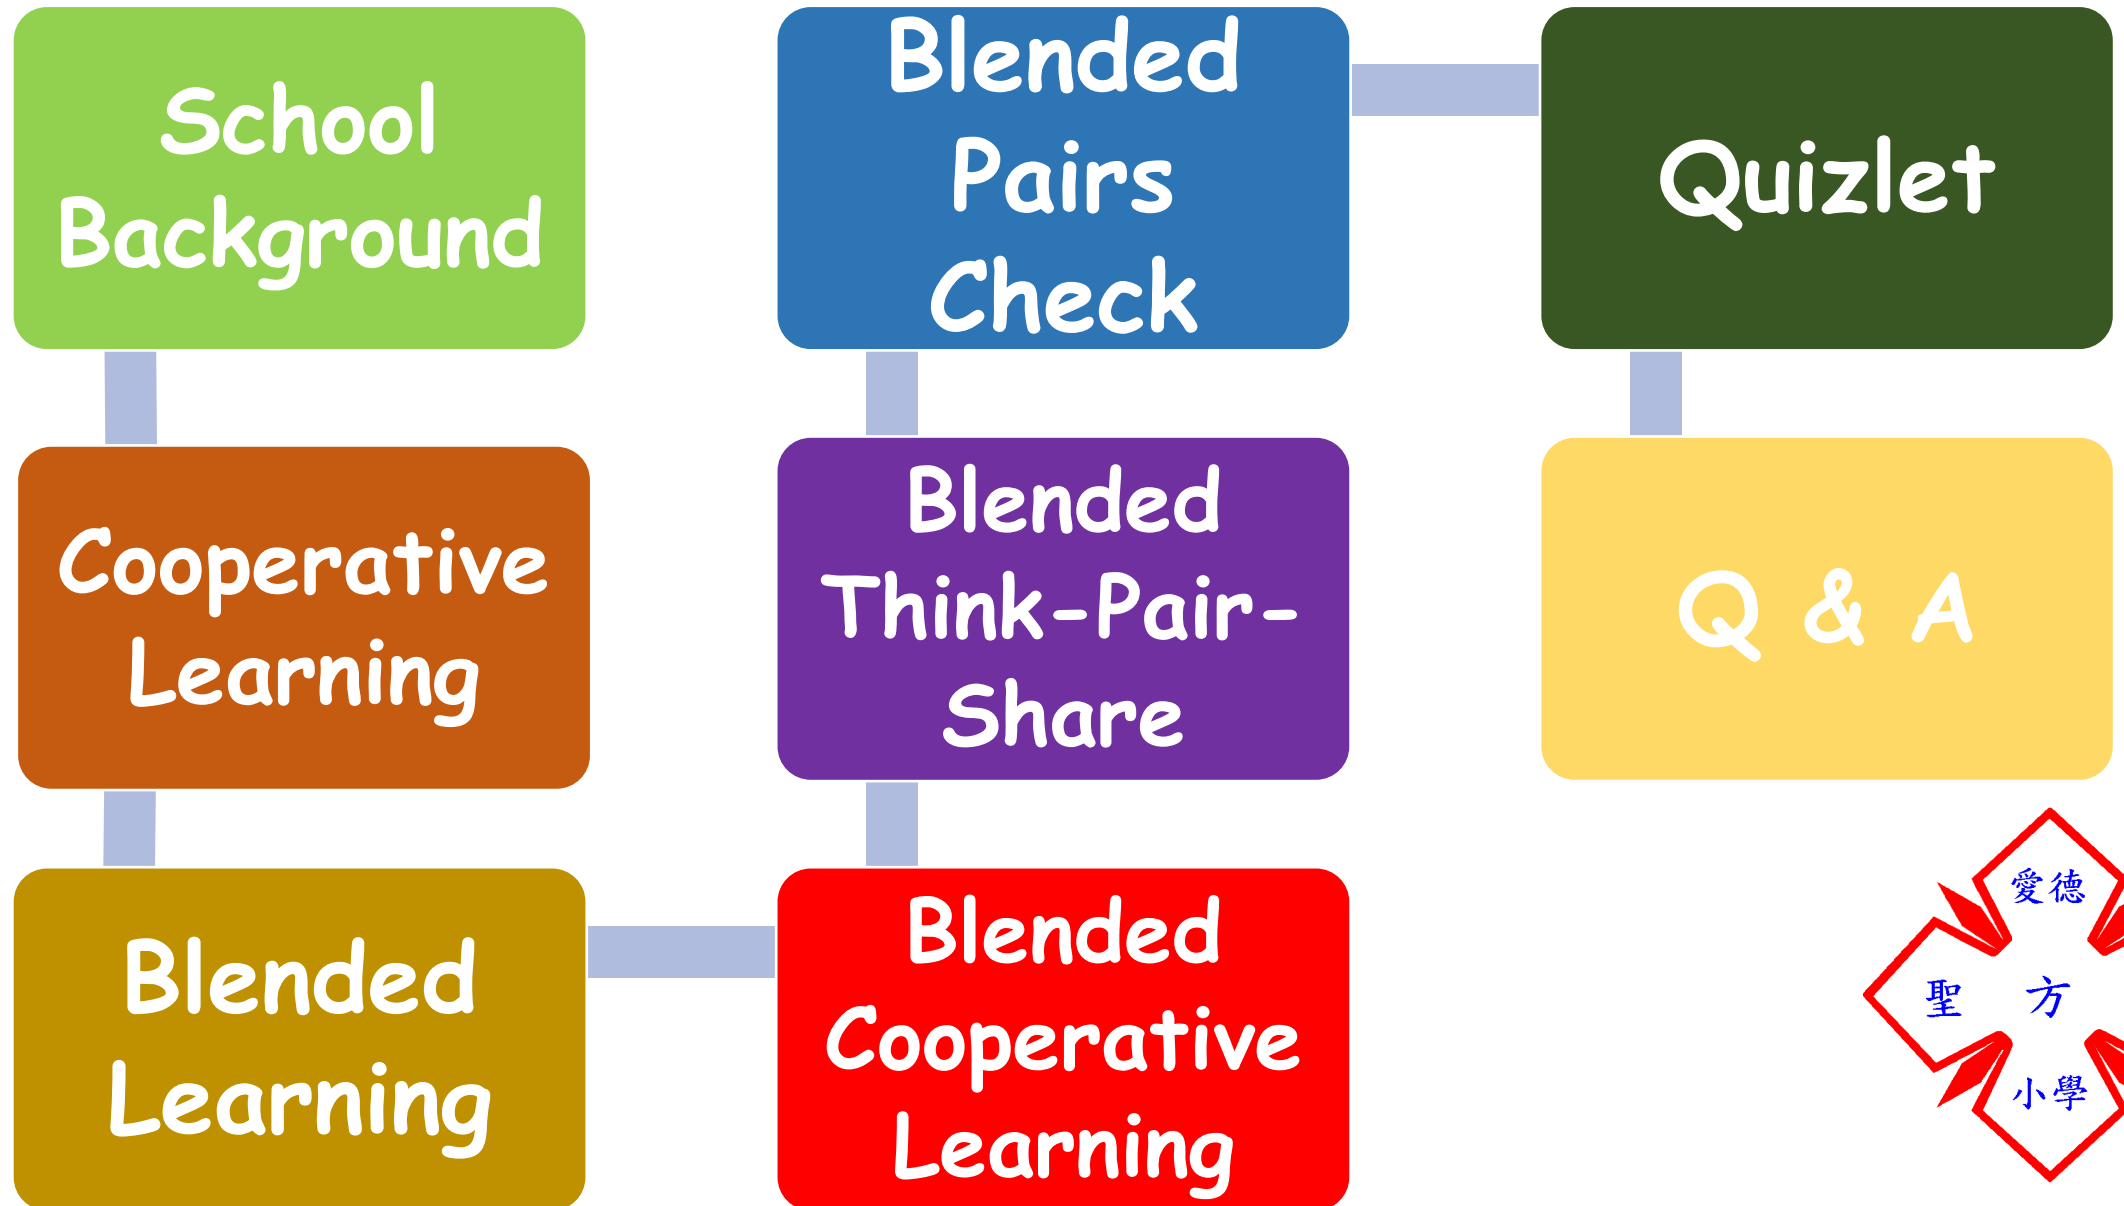 School
Background
Cooperative
Learning
Blended
Learning
Blended
Cooperative
Learning
Blended
Think-Pair-
Share
Blended
Pairs
Check
Quizlet
Q & A
愛德
聖 方
小學